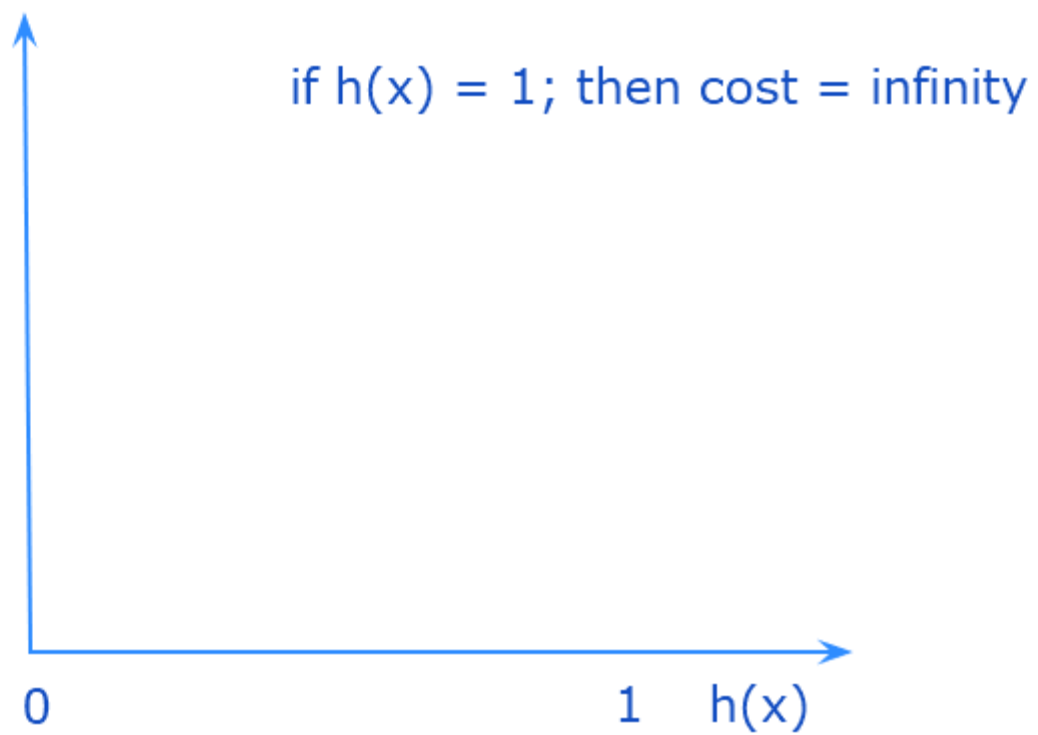 if h(x) = 1; then cost = infinity
0 1 h(x)